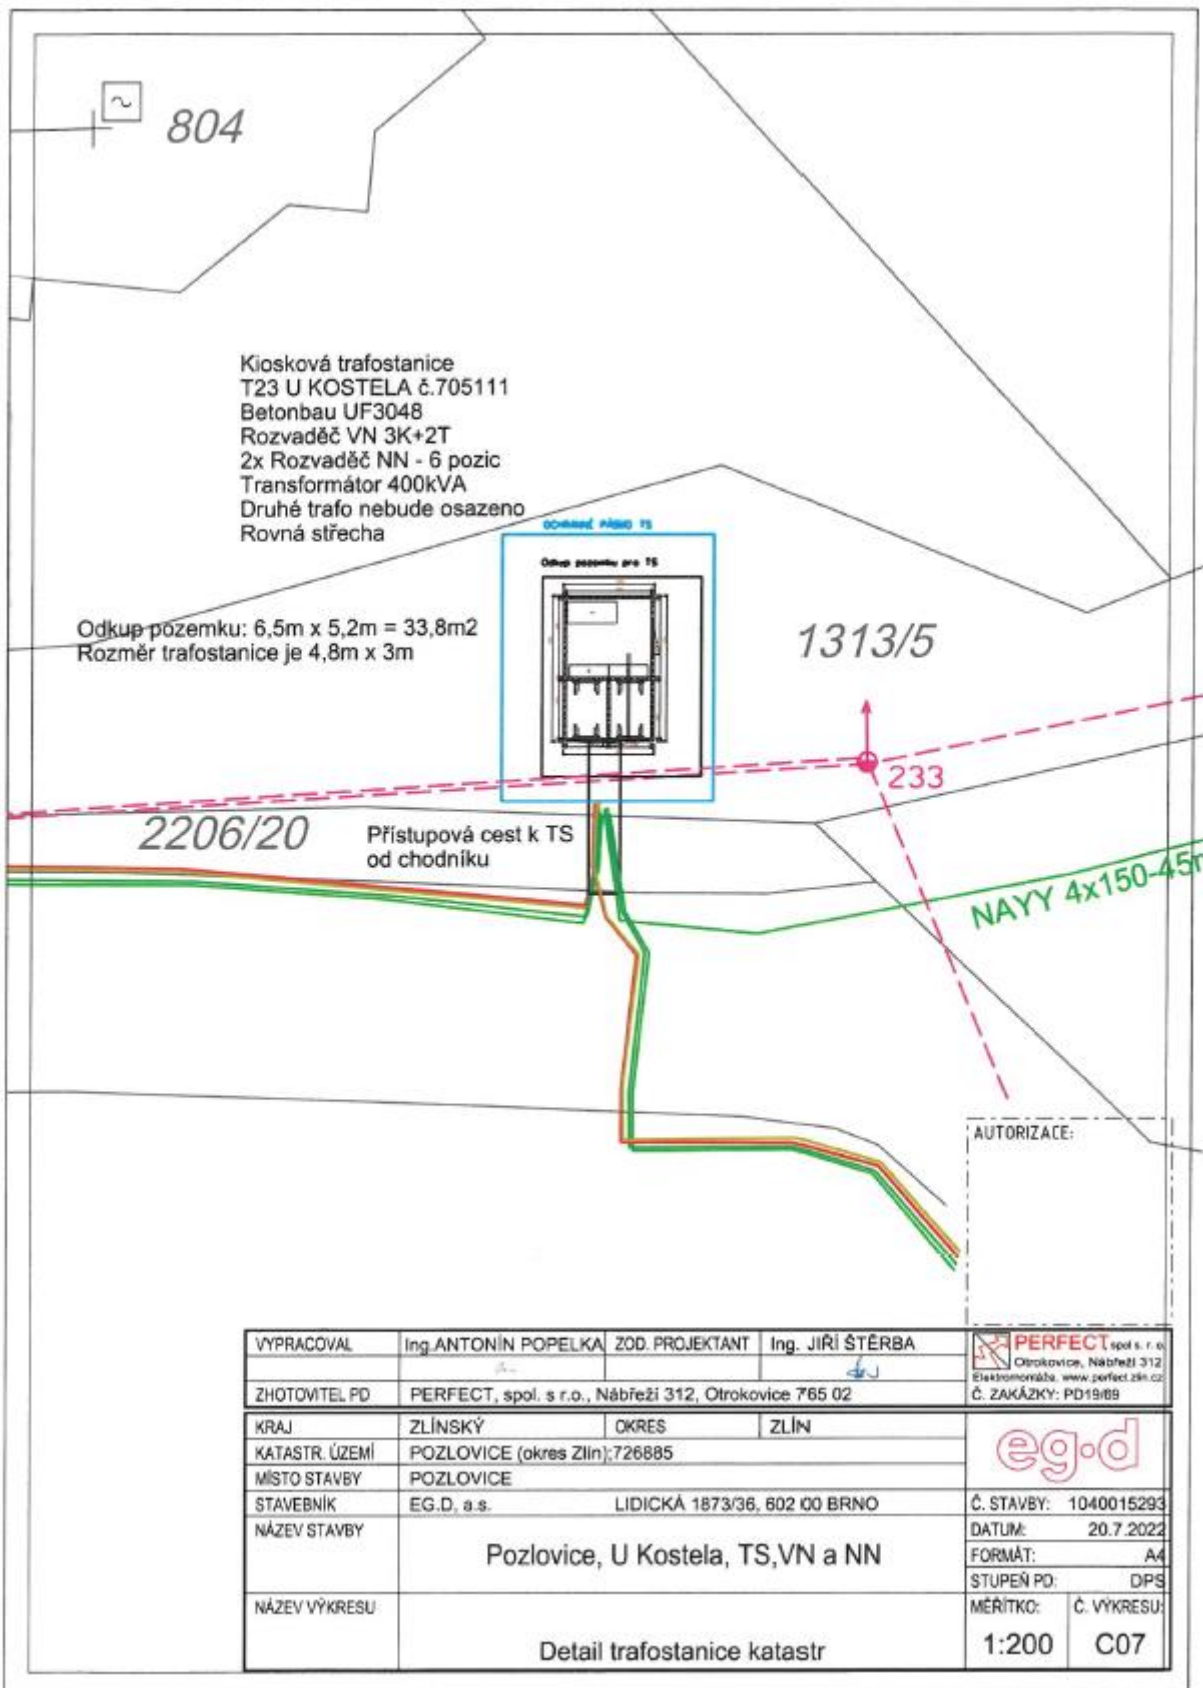 804
Kiosková trafostanice
T23 U KOSTELA č.705111
Betonbau UF3048
Rozvaděč VN 3K+2T
2x Rozvaděč NN - 6 pozic
Transformátor 400kVA
Druhé trafo nebude osazeno
Rovná střecha
OCHRANNÉ PÁSMO TS
Odkup pozemku pro TS
Odkup pozemku: 6,5m x 5,2m = 33,8m2
Rozměr trafostanice je 4,8m x 3m
1313/5
233
2206/20
Přístupová cest k TS
od chodníku
NAYY 4x150-45m
AUTORIZACE:
VYPRACOVAL Ing.ANTONÍN POPELKA ZOD. PROJEKTANT Ing. JIŘÍ ŠTĚRBA
ZHOTOVITEL PD PERFECT, spol. s r.o., Nábřeží 312, Otrokovice 765 02
PERFECT spol s. r. o.
Otrokovice, Nábřeží 312
Elektromontáže, www.perfect.zlin.cz
Č. ZAKÁZKY: PD19/69
KRAJ ZLÍNSKÝ OKRES ZLÍN
KATASTR. ÚZEMÍ POZLOVICE (okres Zlín);726885
MÍSTO STAVBY POZLOVICE
STAVEBNÍK EG.D, a.s. LIDICKÁ 1873/36, 602 00 BRNO
NÁZEV STAVBY Pozlovice, U Kostela, TS,VN a NN
NÁZEV VÝKRESU Detail trafostanice katastr
eg·d
Č. STAVBY: 1040015293
DATUM: 20.7.2022
FORMÁT: A4
STUPEŇ PD: DPS
MĚŘÍTKO: Č. VÝKRESU:
1:200 C07